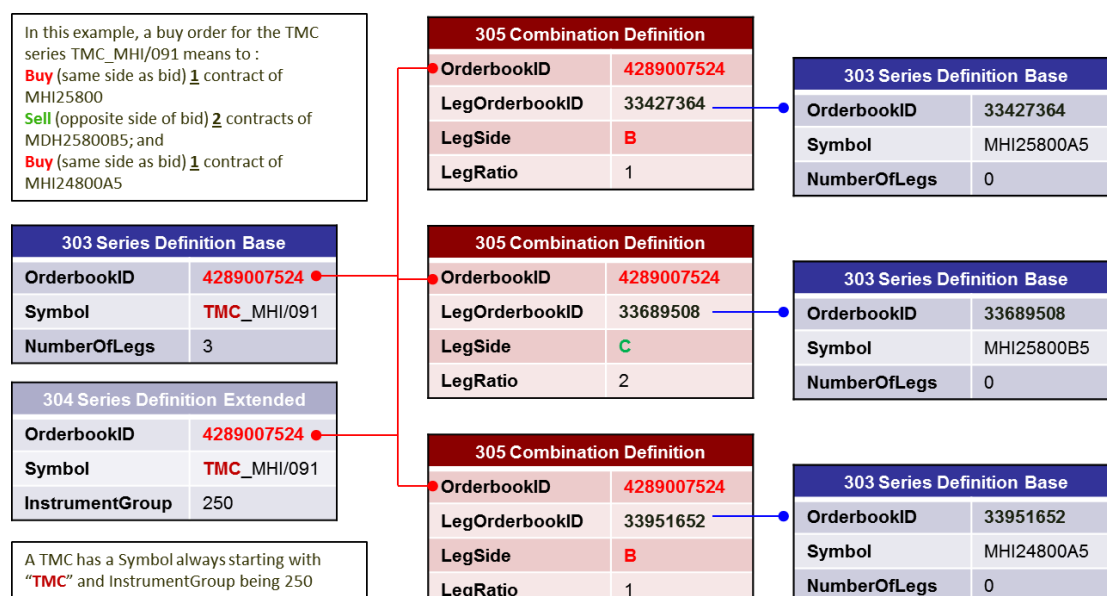 In this example, a buy order for the TMC
series TMC_MHI/091 means to :
Buy (same side as bid) 1 contract of
MHI25800
Sell (opposite side of bid) 2 contracts of
MDH25800B5; and
Buy (same side as bid) 1 contract of
MHI24800A5
303 Series Definition Base
OrderbookID 4289007524
Symbol TMC_MHI/091
NumberOfLegs 3
304 Series Definition Extended
OrderbookID 4289007524
Symbol TMC_MHI/091
InstrumentGroup 250
A TMC has a Symbol always starting with
“TMC” and InstrumentGroup being 250
305 Combination Definition
OrderbookID 4289007524
LegOrderbookID 33427364
LegSide B
LegRatio 1
305 Combination Definition
OrderbookID 4289007524
LegOrderbookID 33689508
LegSide C
LegRatio 2
305 Combination Definition
OrderbookID 4289007524
LegOrderbookID 33951652
LegSide B
LegRatio 1
303 Series Definition Base
OrderbookID 33427364
Symbol MHI25800A5
NumberOfLegs 0
303 Series Definition Base
OrderbookID 33689508
Symbol MHI25800B5
NumberOfLegs 0
303 Series Definition Base
OrderbookID 33951652
Symbol MHI24800A5
NumberOfLegs 0